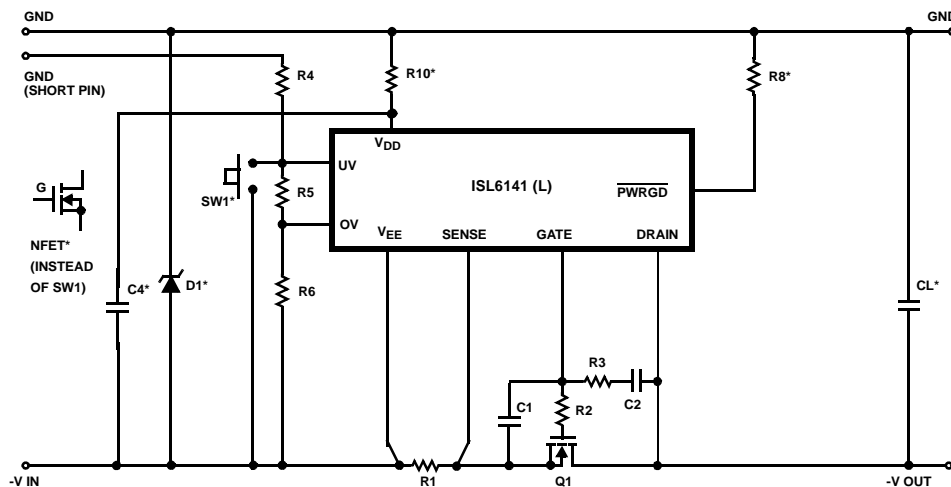 GND
GND
GND
(SHORT PIN)
R4
R10*
R8*
VDD
UV
ISL6141 (L)
PWRGD
G
SW1*
R5
OV
VEE
SENSE
GATE
DRAIN
NFET*
(INSTEAD
OF SW1)
C4*
D1*
R6
CL*
R3
C1
R2
C2
-V IN
R1
Q1
-V OUT